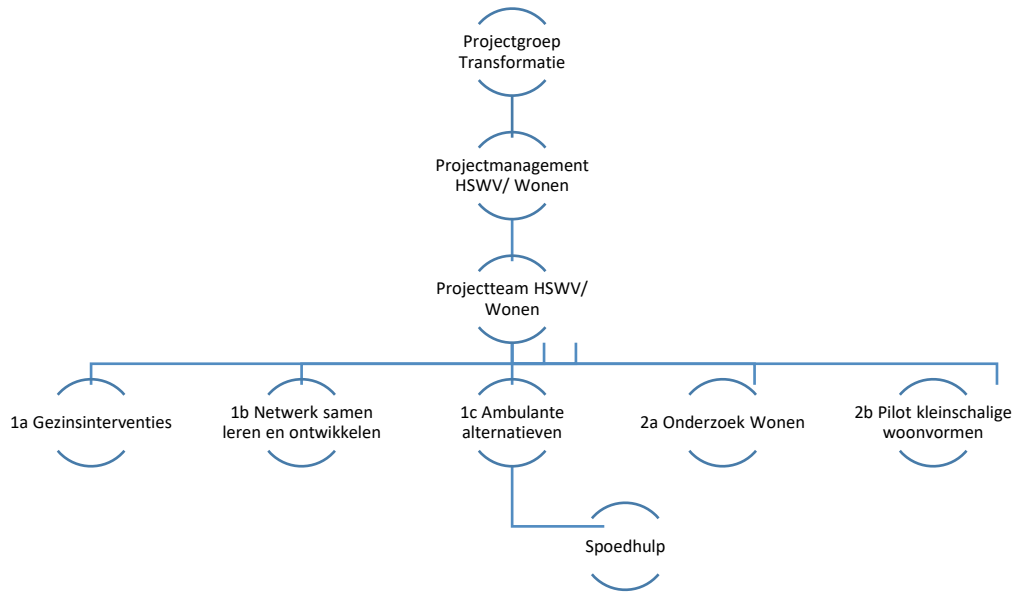 Projectgroep
Transformatie
Projectmanagement
HSWV/ Wonen
Projectteam HSWV/
Wonen
1a Gezinsinterventies
1b Netwerk samen
leren en ontwikkelen
1c Ambulante
alternatieven
2a Onderzoek Wonen
2b Pilot kleinschalige
woonvormen
Spoedhulp